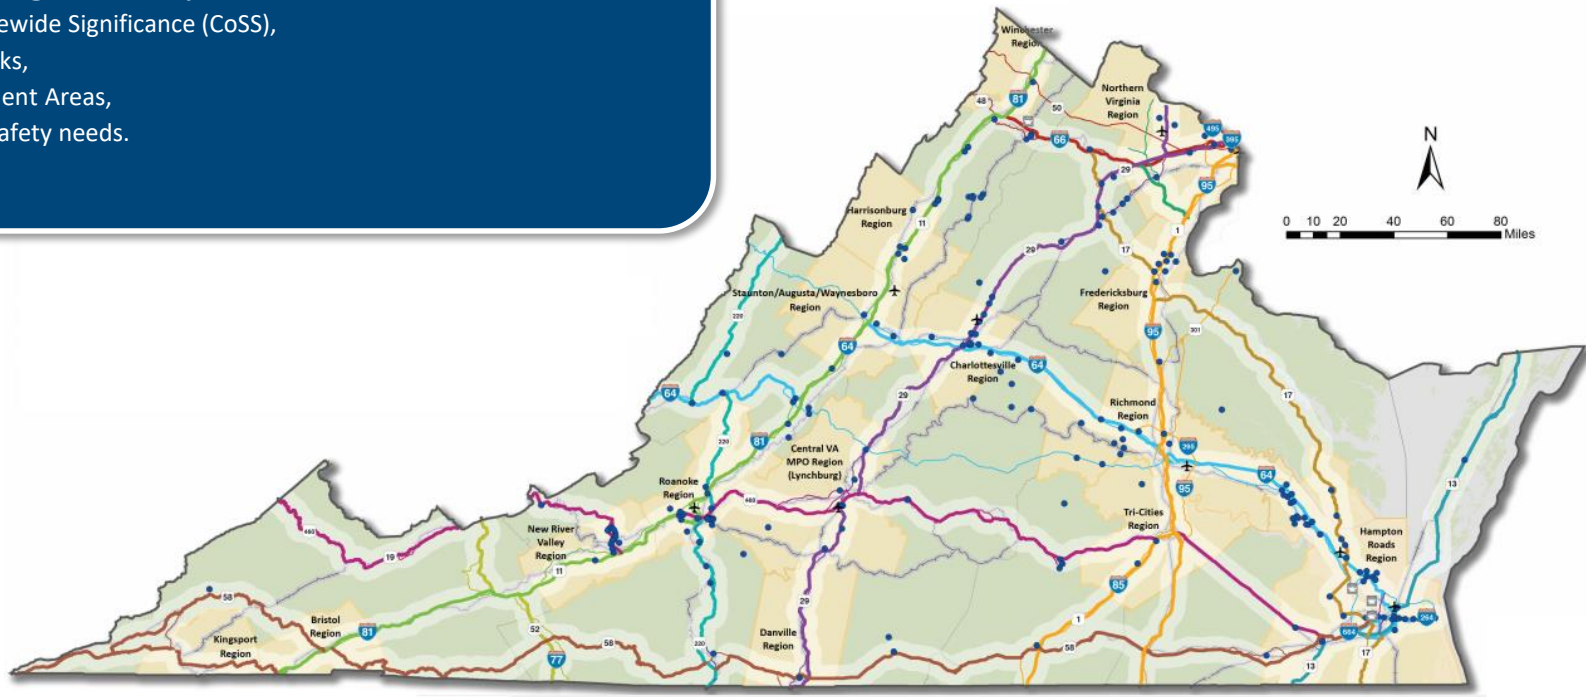 ewide Significance (CoSS),
ks,
ent Areas,
afety needs.
Winchester
Region
Northern
Virginia
Region
48
81
50
66
495
395
29
95
N
0 10 20 40 60 80
Miles
Harrisonburg
Region
11
1
29
17
Staunton/Augusta/Waynesboro
Region
Fredericksburg
Region
220
64
95
301
Charlottesville
Region
64
64
29
17
Richmond
Region
220
81
Central VA
MPO Region
(Lynchburg)
295
64
95
13
Roanoke
Region
460
Tri-Cities
Region
New River
Valley
Region
460
19
11
Hampton
Roads
Region
85
58
29
Bristol
Region
81
Kingsport
Region
52
77
58
220
Danville
Region
1
58
664
264
17
13